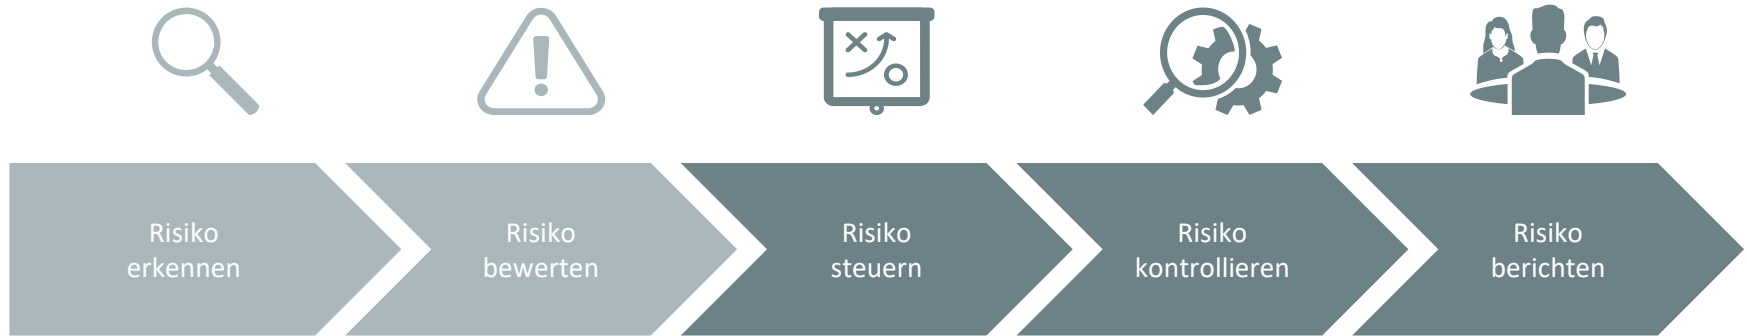 Risiko
erkennen
Risiko
bewerten
Risiko
steuern
Risiko
kontrollieren
Risiko
berichten